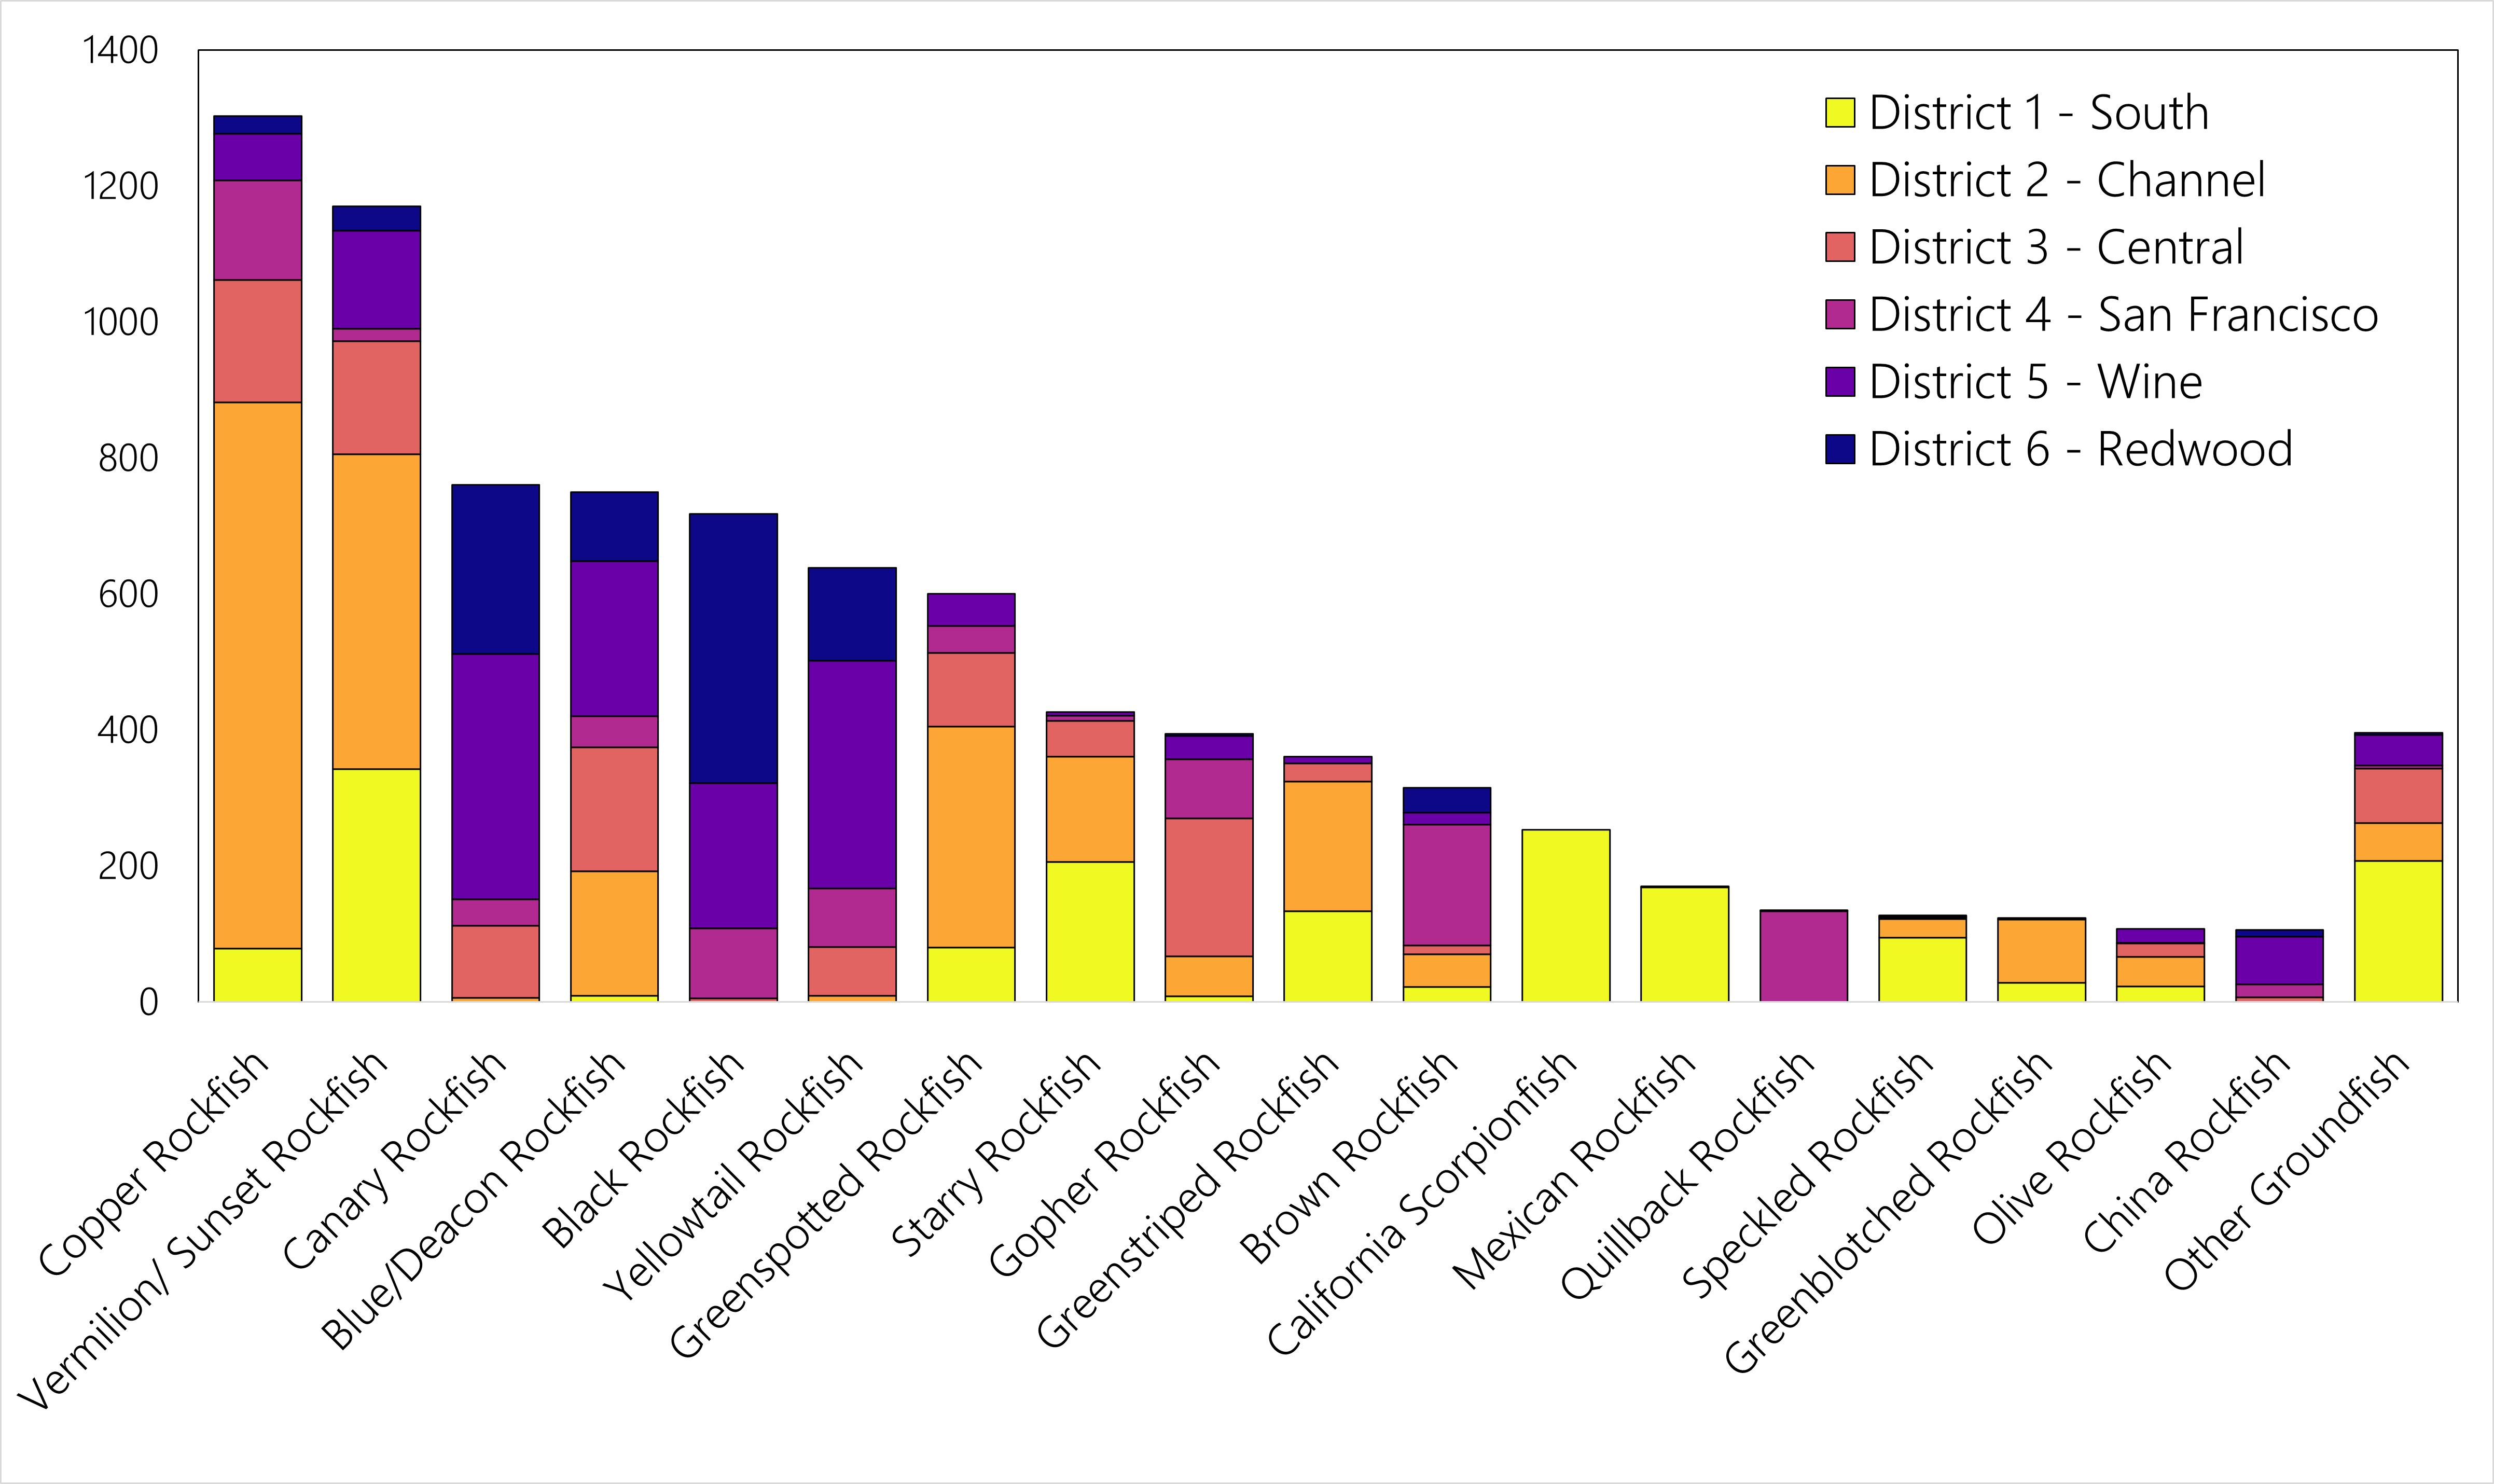 1400
1200
1000
800
600
400
200
0
District 1 - South
District 2 - Channel
District 3 - Central
District 4 - San Francisco
District 5 - Wine
District 6 - Redwood
Copper Rockfish
Vermilion/ Sunset Rockfish
Canary Rockfish
Blue/Deacon Rockfish
Black Rockfish
Yellowtail Rockfish
Greenspotted Rockfish
Starry Rockfish
Gopher Rockfish
Greenstriped Rockfish
Brown Rockfish
California Scorpionfish
Mexican Rockfish
Quillback Rockfish
Speckled Rockfish
Greenblotched Rockfish
Olive Rockfish
China Rockfish
Other Groundfish